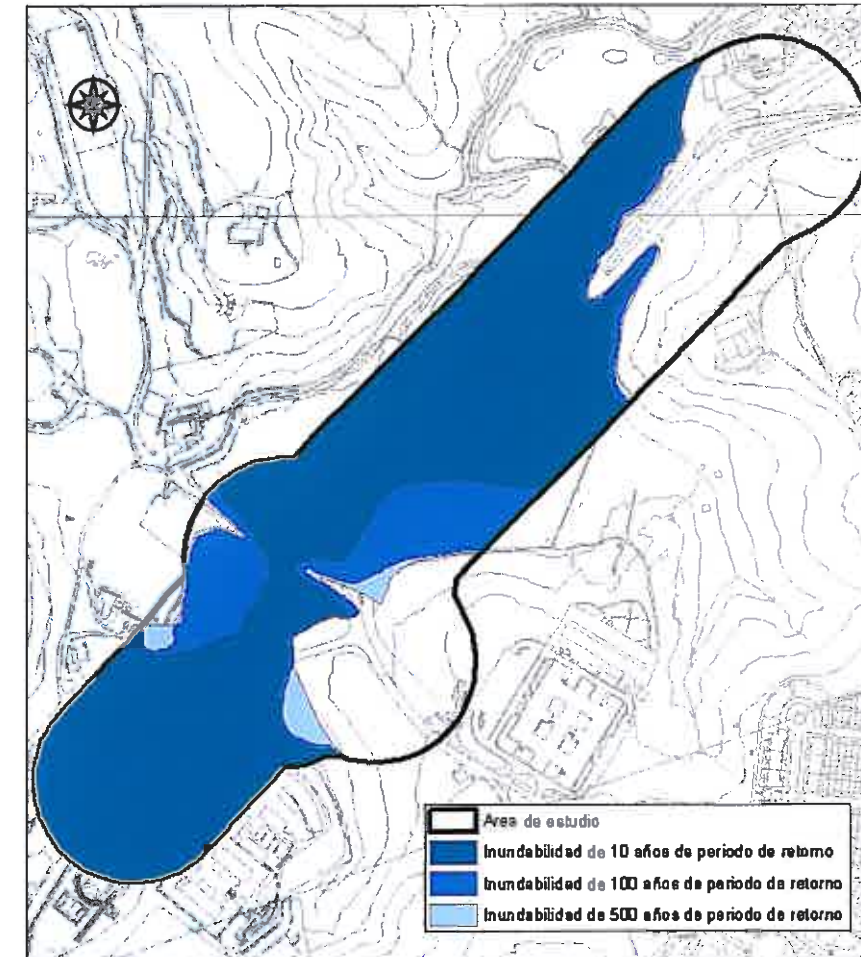 Area de estudio
Inundabilidad de 10 años de periodo de retorno
Inundabilidad de 100 años de periodo de retorno
Inundabilidad de 500 años de periodo de retorno